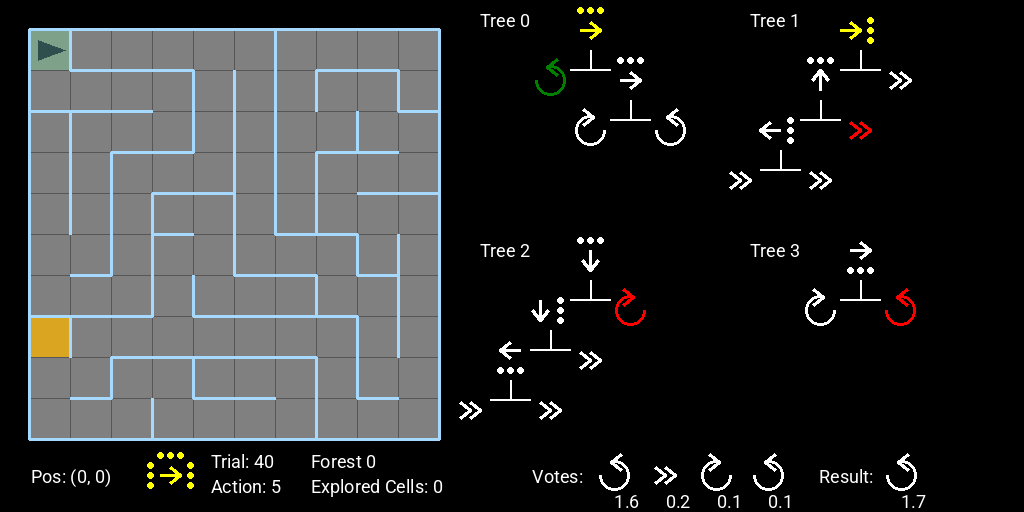 Tree 0
Tree 1
Tree 2
Tree 3
Pos: (0, 0)
Trial: 40
Action: 5
Forest 0
Explored Cells: 0
Votes:
1.6
0.2
0.1
0.1
Result:
1.7